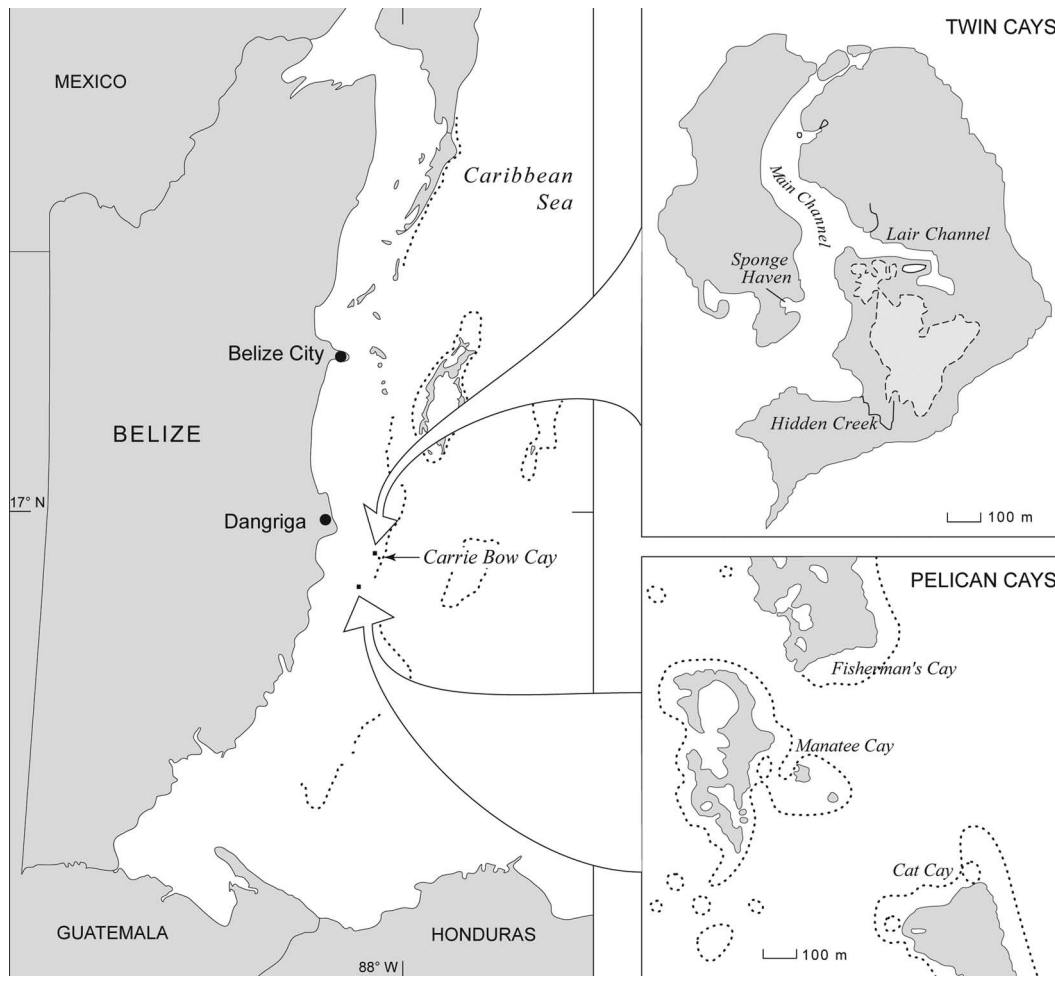 MEXICO
Caribbean
Sea
Belize City
BELIZE
17° N
Dangriga
Carrie Bow Cay
GUATEMALA
HONDURAS
88° W
TWIN CAYS
Main Channel
Lair Channel
Sponge
Haven
Hidden Creek
100 m
PELICAN CAYS
Fisherman's Cay
Manatee Cay
Cat Cay
100 m